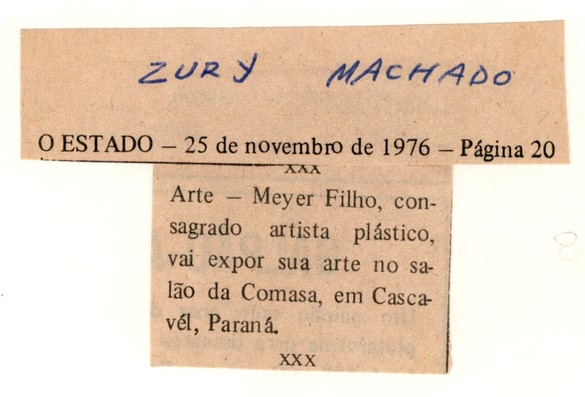 ZURY MACHADO
O ESTADO – 25 de novembro de 1976 – Página 20
XXX
Arte – Meyer Filho, con-
sagrado artista plástico,
vai expor sua arte no sa-
lão da Comasa, em Casca-
vél, Paraná.
XXX